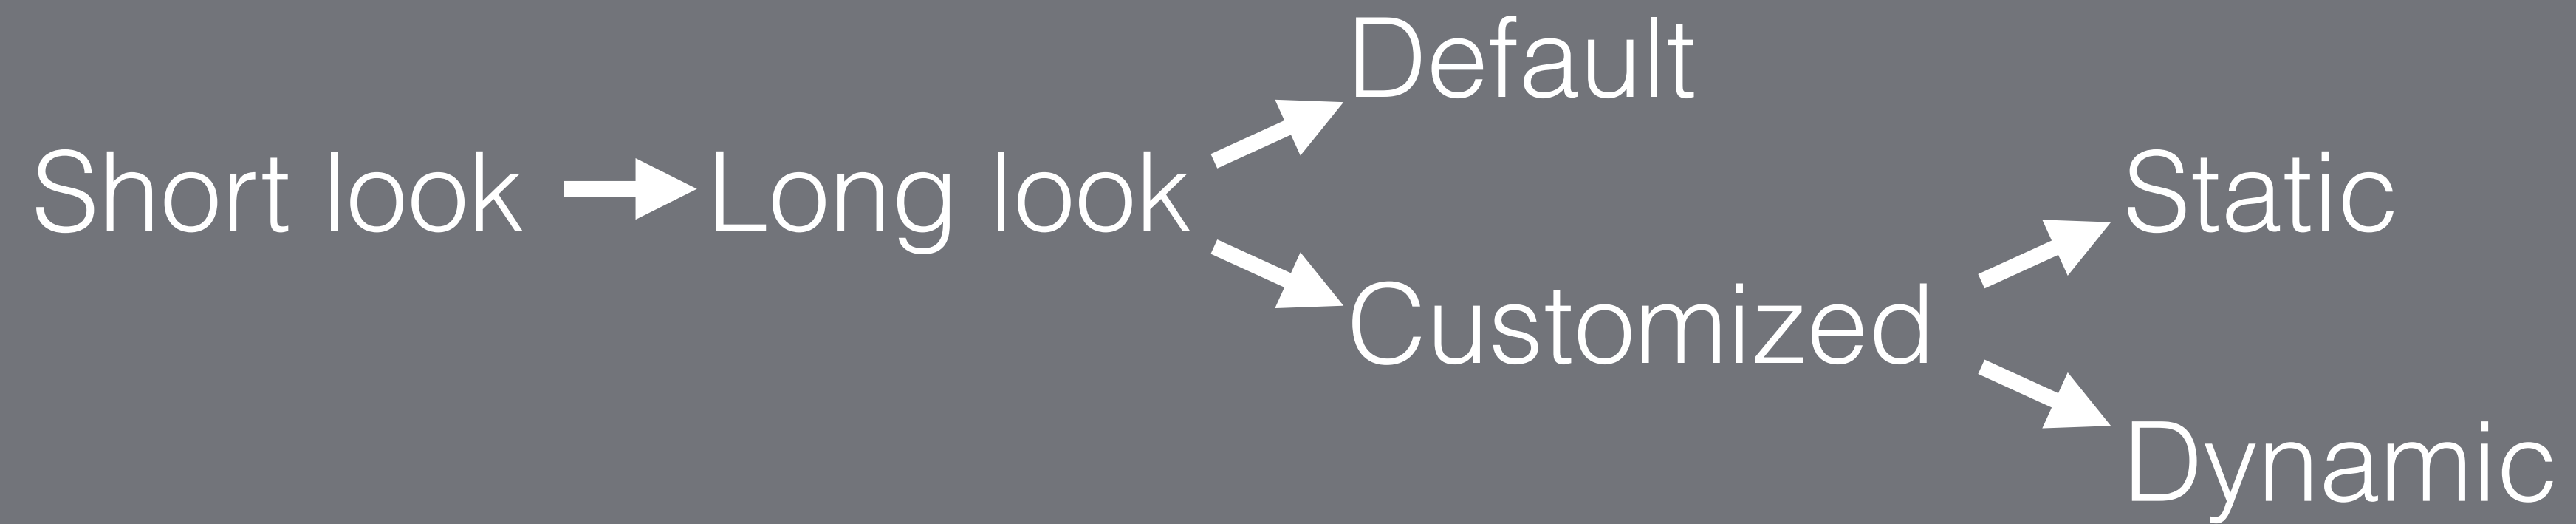 Default
Short look
Long look
Static
Customized
Dynamic